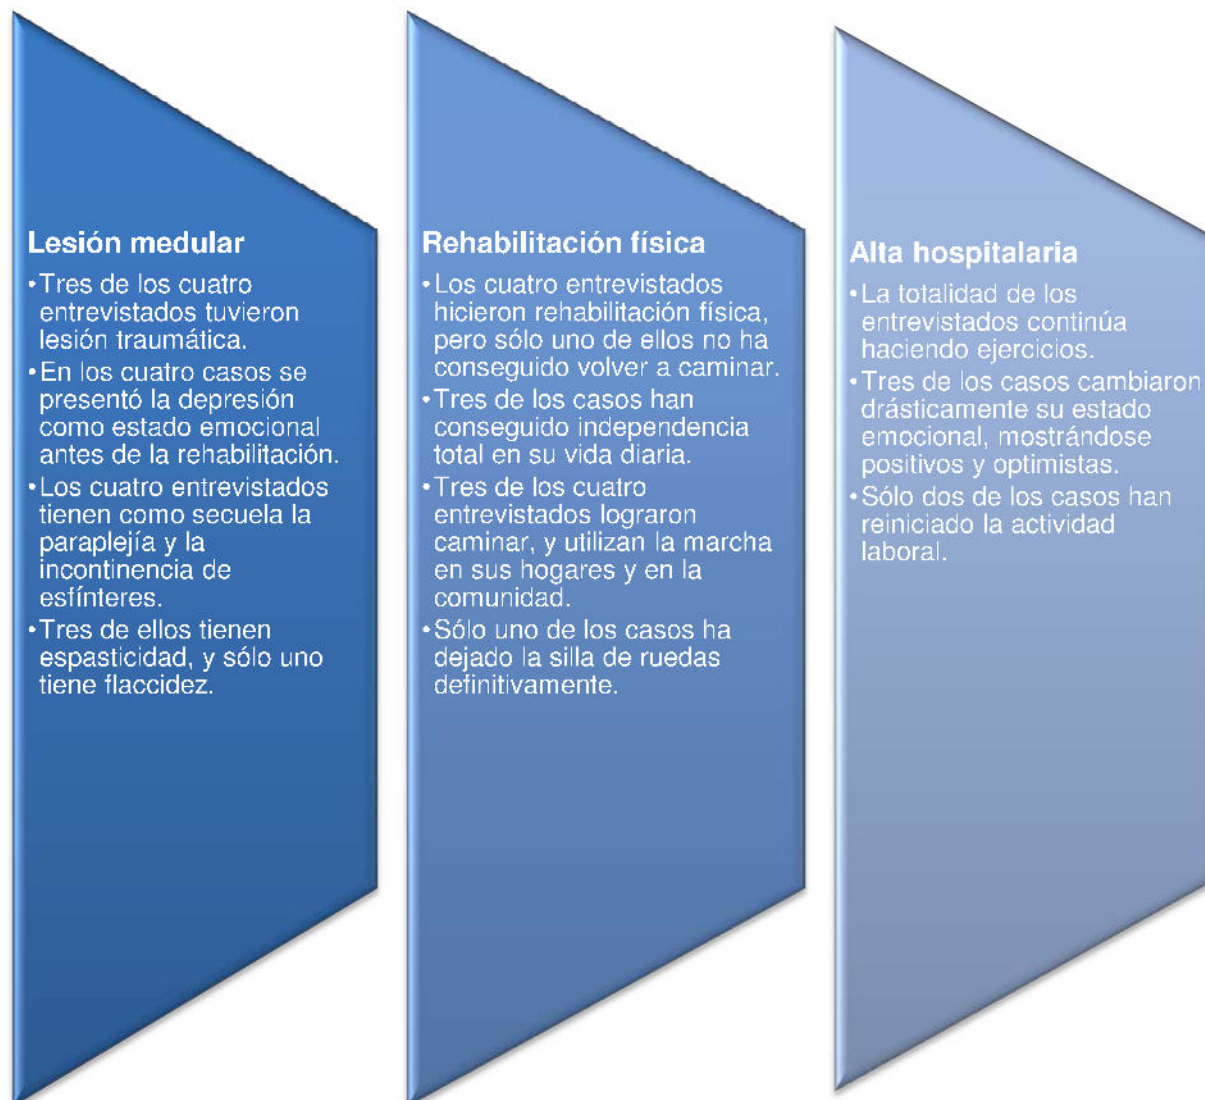 Lesión medular
•Tres de los cuatro
entrevistados tuvieron
lesión traumática.
•En los cuatro casos se
presentó la depresión
como estado emocional
antes de la rehabilitación.
•Los cuatro entrevistados
tienen como secuela la
paraplejía y la
incontinencia de
esfínteres.
•Tres de ellos tienen
espasticidad, y sólo uno
tiene flaccidez.
Rehabilitación física
•Los cuatro entrevistados
hicieron rehabilitación física,
pero sólo uno de ellos no ha
conseguido volver a caminar.
•Tres de los casos han
conseguido independencia
total en su vida diaria.
•Tres de los cuatro
entrevistados lograron
caminar, y utilizan la marcha
en sus hogares y en la
comunidad.
•Sólo uno de los casos ha
dejado la silla de ruedas
definitivamente.
Alta hospitalaria
•La totalidad de los
entrevistados continúa
haciendo ejercicios.
•Tres de los casos cambiaron
drásticamente su estado
emocional, mostrándose
positivos y optimistas.
•Sólo dos de los casos han
reiniciado la actividad
laboral.